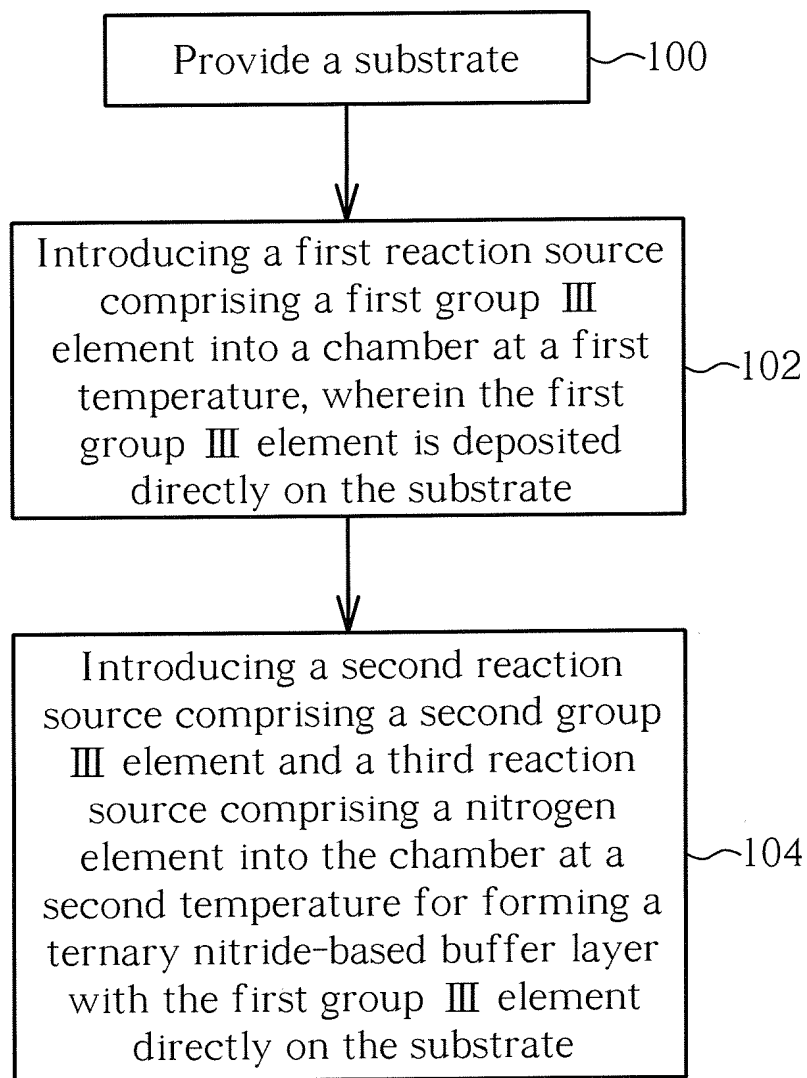 Provide a substrate
100
Introducing a first reaction source
comprising a first group Ⅲ
element into a chamber at a first
temperature, wherein the first
group Ⅲ element is deposited
directly on the substrate
102
Introducing a second reaction
source comprising a second group
Ⅲ element and a third reaction
source comprising a nitrogen
element into the chamber at a
second temperature for forming a
ternary nitride-based buffer layer
with the first group Ⅲ element
directly on the substrate
104